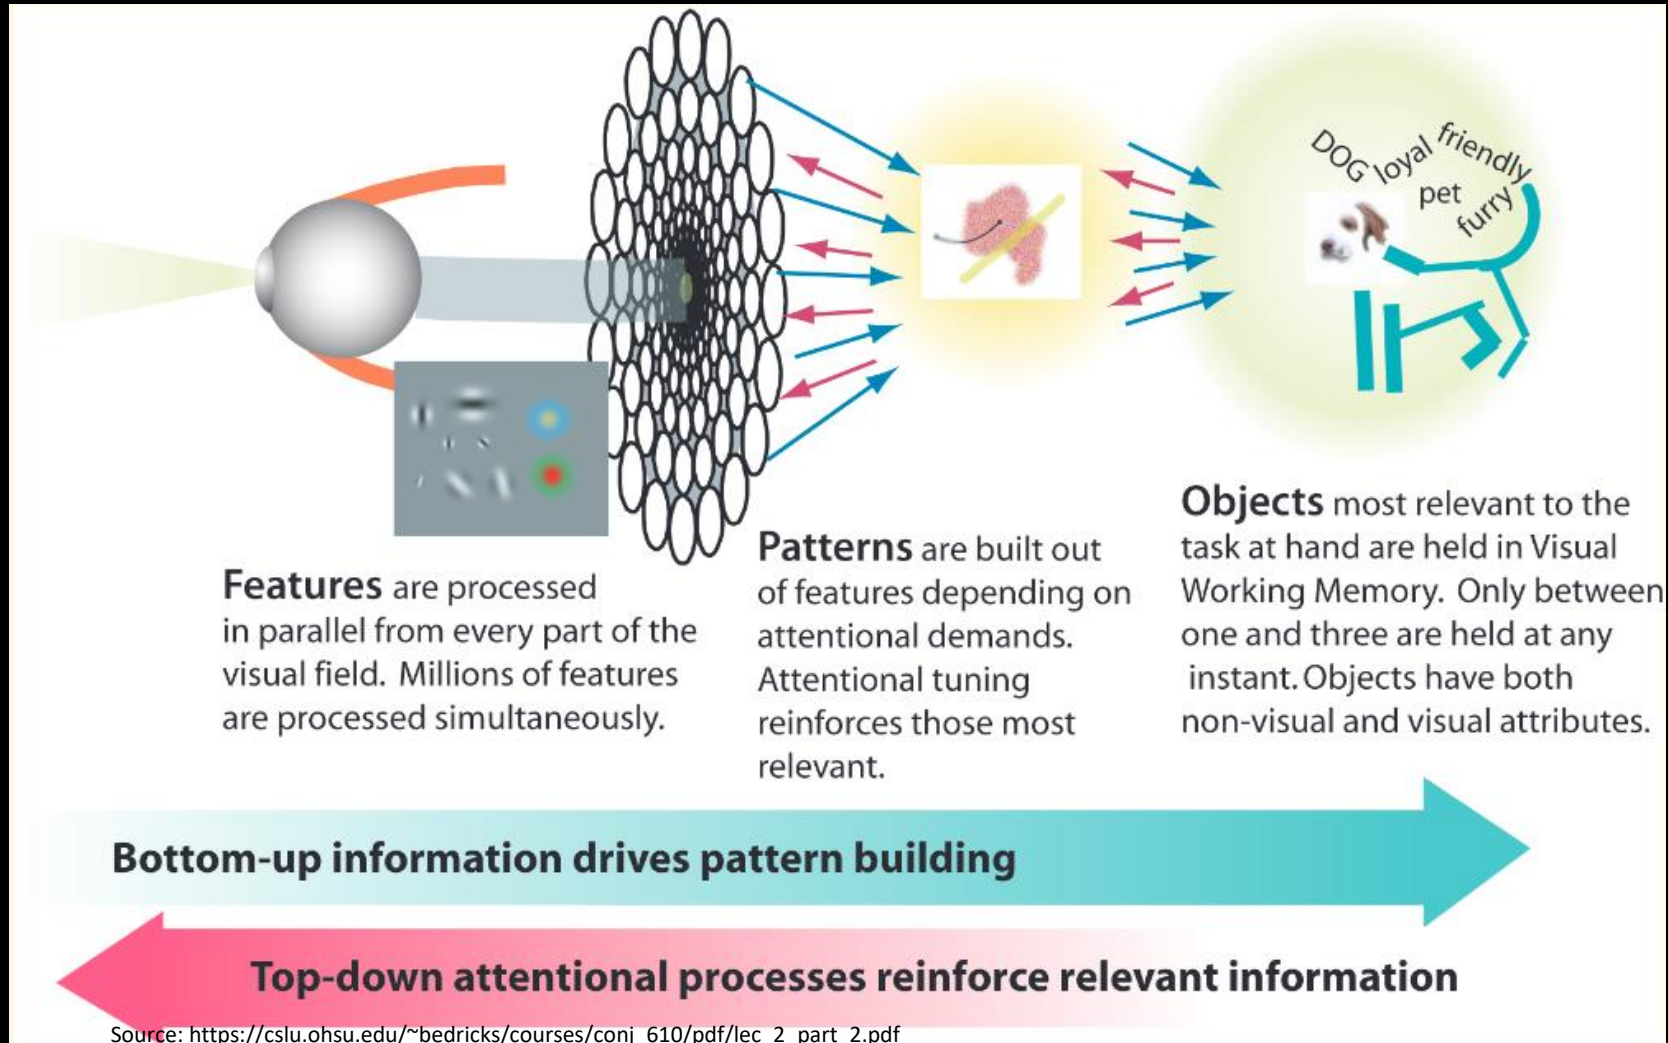 DOG loyal friendly
pet
furry
Features are processed
in parallel from every part of the
visual field. Millions of features
are processed simultaneously.
Patterns are built out
of features depending on
attentional demands.
Attentional tuning
reinforces those most
relevant.
Objects most relevant to the
task at hand are held in Visual
Working Memory. Only between
one and three are held at any
instant. Objects have both
non-visual and visual attributes.
Bottom-up information drives pattern building
Top-down attentional processes reinforce relevant information
Source: https://cslu.ohsu.edu/~bedricks/courses/conj_610/pdf/lec_2_part_2.pdf